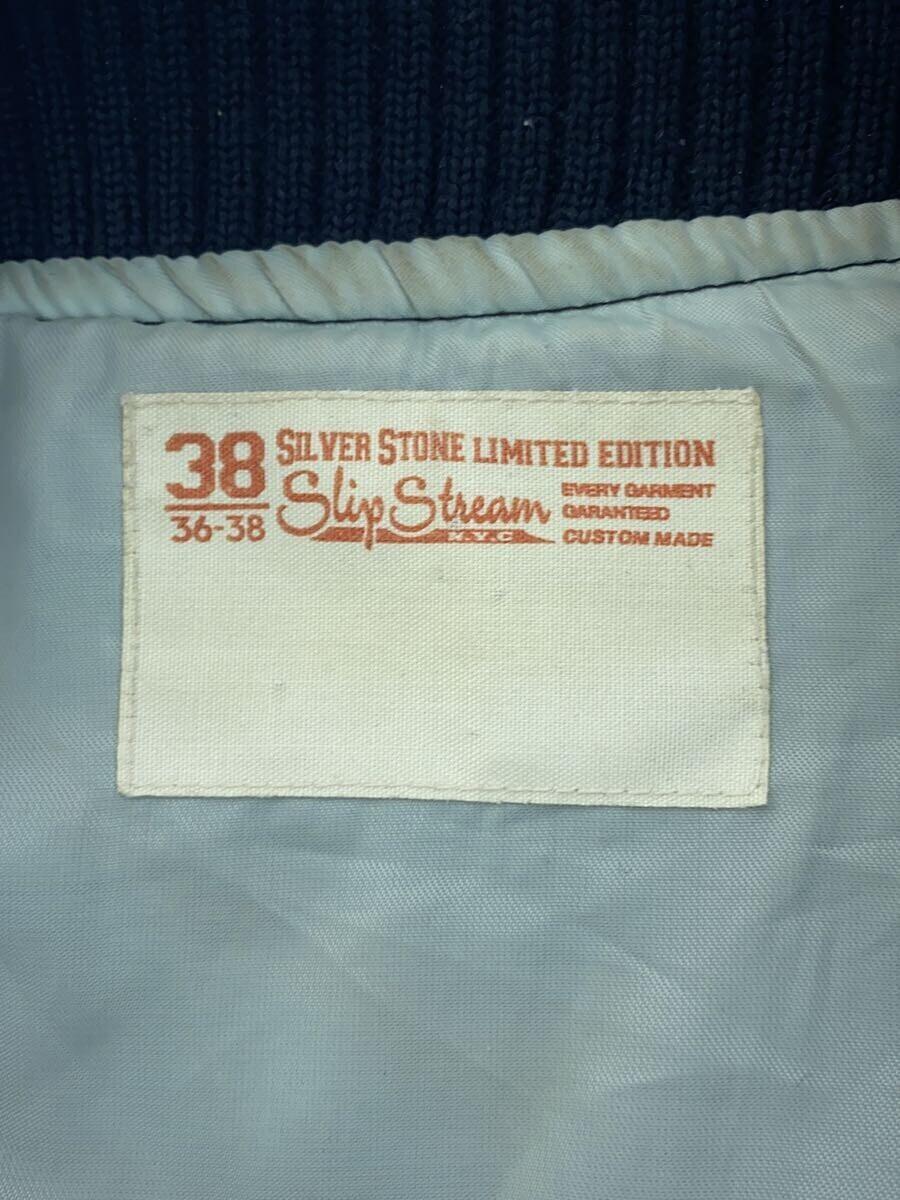 38 SILVER STONE LIMITED EDITION
36-38 Slip Stream N.Y.C
EVERY GARMENT
GARANTEED
CUSTOM MADE